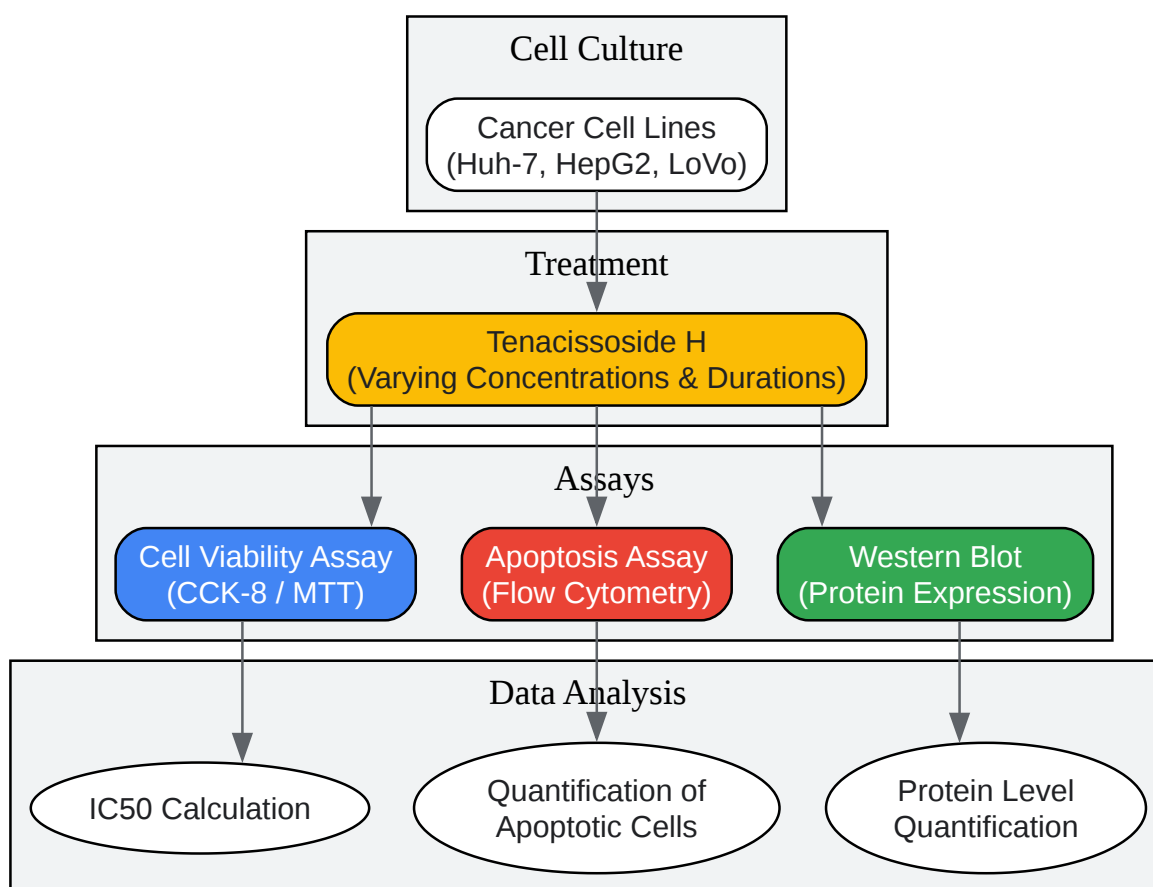 Cell Culture
Cancer Cell Lines
(Huh-7, HepG2, LoVo)
Treatment
Tenacissoside H
(Varying Concentrations & Durations)
Assays
Cell Viability Assay
(CCK-8 / MTT)
Apoptosis Assay
(Flow Cytometry)
Western Blot
(Protein Expression)
Data Analysis
IC50 Calculation
Quantification of
Apoptotic Cells
Protein Level
Quantification